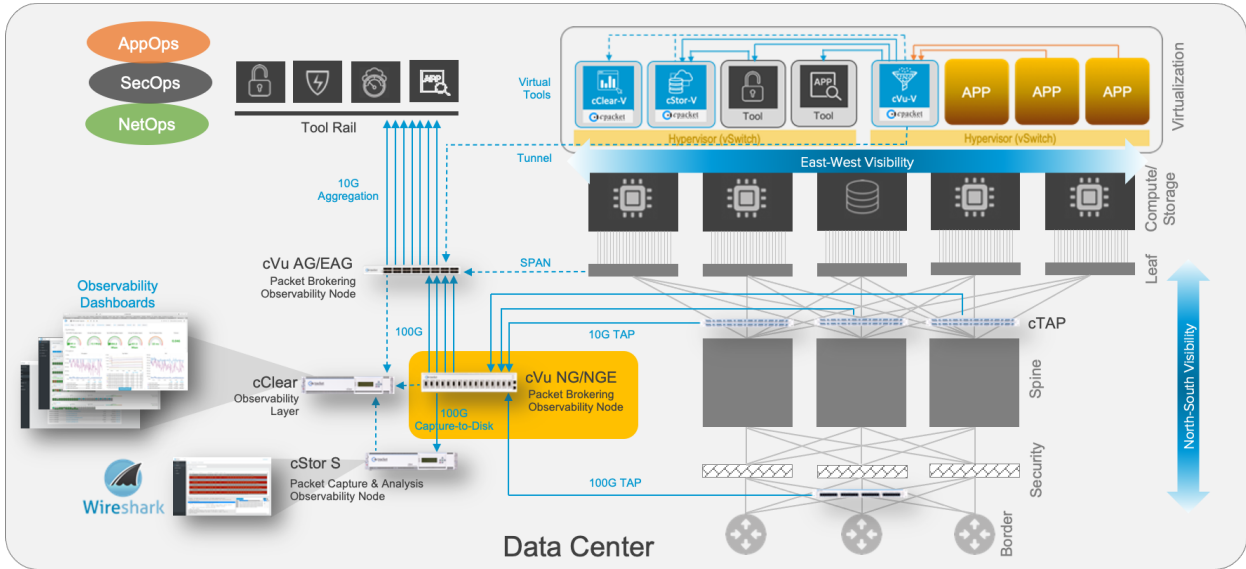 AppOps
SecOps
NetOps
Tool Rail
Virtual
Tools
cClear-V
cpacket
cStor-V
cpacket
Tool
APP
Tool
cVu-V
cpacket
APP
APP
APP
Hypervisor (vSwitch)
Hypervisor (vSwitch)
Virtualization
APP
Tunnel
East-West Visibility
10G
Aggregation
Compute/
Storage
cVu AG/EAG
Packet Brokering
Observability Node
SPAN
Leaf
Observability
Dashboards
100G
10G TAP
cTAP
cClear
Observability
Layer
cVu NG/NGE
Packet Brokering
Observability Node
100G
Capture-to-Disk
Spine
North-South Visibility
cStor S
Packet Capture & Analysis
Observability Node
Wireshark
100G TAP
Security
Border
Data Center